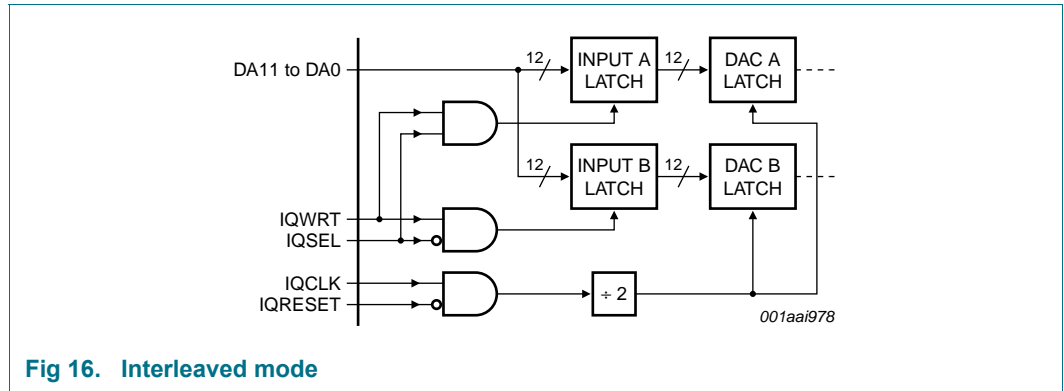 DA11 to DA0
12
INPUT A
LATCH
12
DAC A
LATCH
12
INPUT B
LATCH
12
DAC B
LATCH
IQWRT
IQSEL
IQCLK
IQRESET
÷ 2
001aai978
Fig 16. Interleaved mode